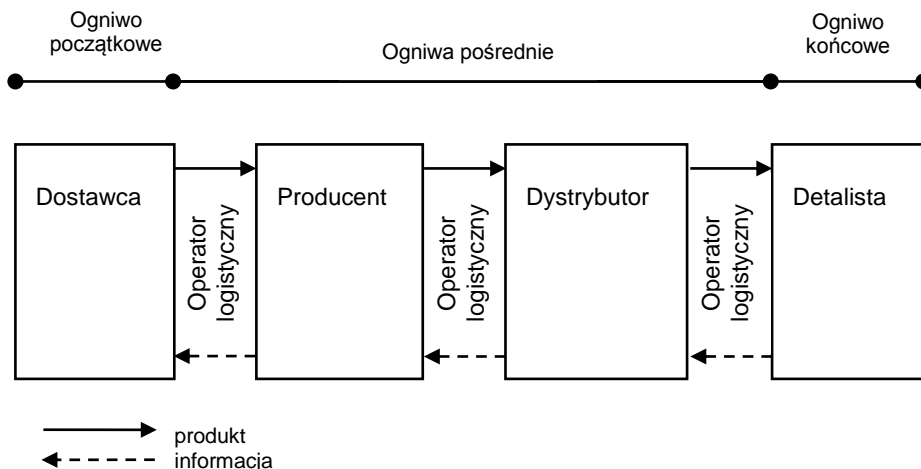 Ogniwo
początkowe
Ogniwa pośrednie
Ogniwo
końcowe
Dostawca
Operator
logistyczny
Producent
Operator
logistyczny
Dystrybutor
Operator
logistyczny
Detalista
produkt
informacja